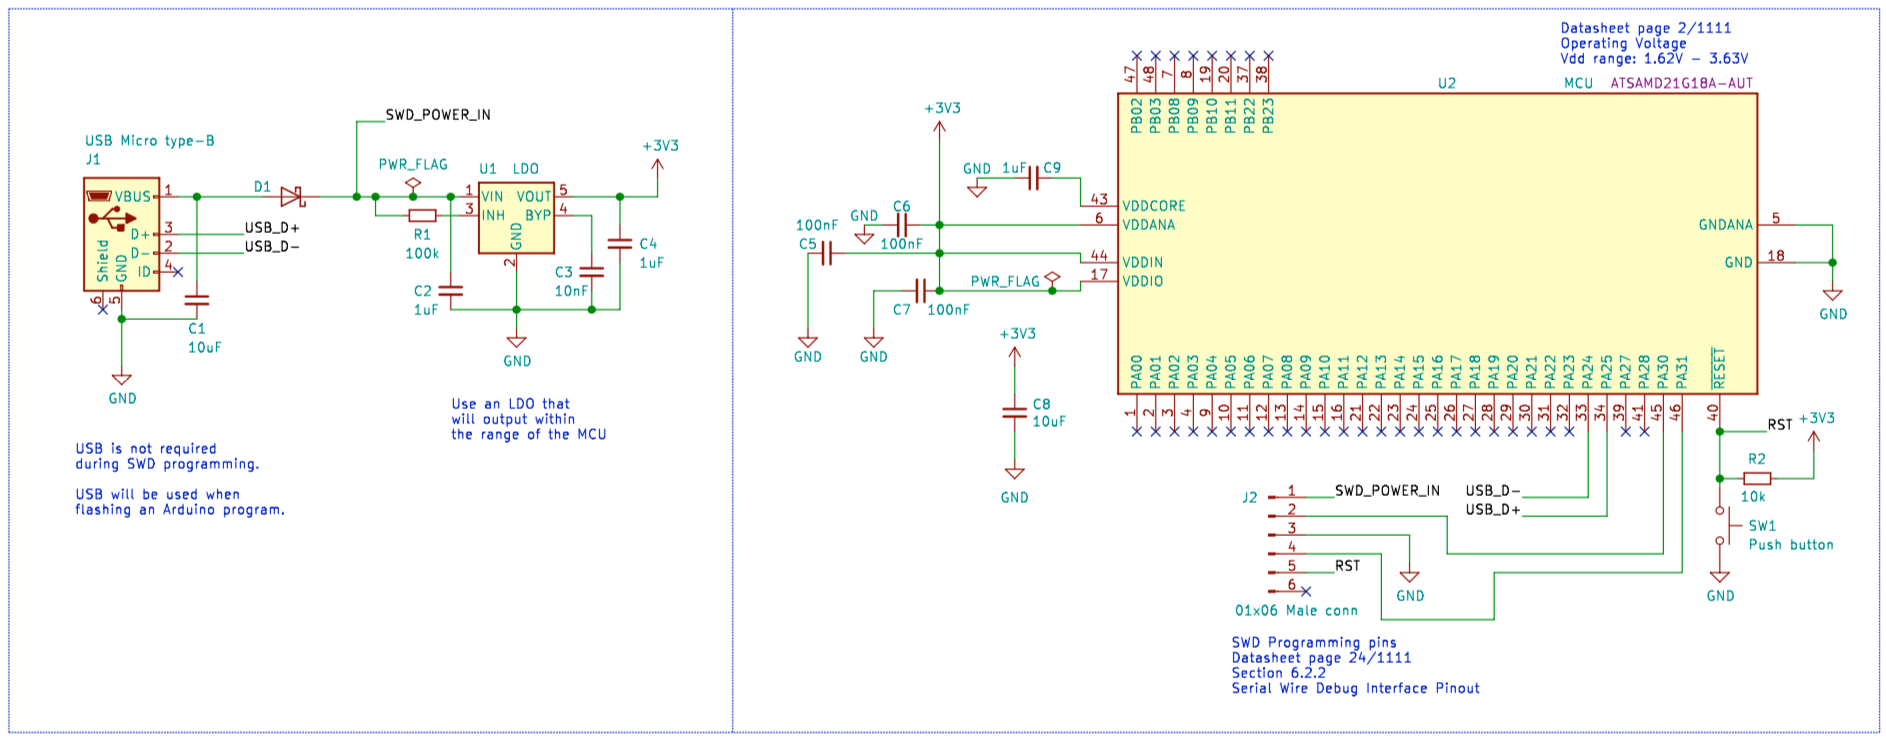 USB Micro type-B
J1
VBUS
1
D+
3
USB_D+
D-
2
USB_D-
ID
4
Shield
GND
6
5
C1
10uF
GND
D1
SWD_POWER_IN
PWR_FLAG
R1
100k
C2
1uF
U1 LDO
1
VIN
VOUT
5
3
INH
BYP
4
GND
2
GND
C3
10nF
C4
1uF
+3V3
Use an LDO that
will output within
the range of the MCU
USB is not required
during SWD programming.
USB will be used when
flashing an Arduino program.
Datasheet page 2/1111
Operating Voltage
Vdd range: 1.62V - 3.63V
U2
MCU
ATSAMD21G18A-AUT
47
48
7
8
19
20
37
38
PB02
PB03
PB08
PB09
PB10
PB11
PB22
PB23
+3V3
GND
1uF
C9
43
VDDCORE
GND
C6
100nF
6
VDDANA
100nF
C5
44
VDDIN
PWR_FLAG
17
VDDIO
C7
100nF
GND
GND
GNDANA
5
GND
18
GND
+3V3
C8
10uF
GND
PA00
PA01
PA02
PA03
PA04
PA05
PA06
PA07
PA08
PA09
PA10
PA11
PA12
PA13
PA14
PA15
PA16
PA17
PA18
PA19
PA20
PA21
PA22
PA23
PA24
PA25
PA27
PA28
PA30
PA31
RESET
1
2
3
4
9
10
11
12
13
14
15
16
21
22
23
24
25
26
27
28
29
30
31
32
33
34
39
41
45
46
40
RST
+3V3
R2
10k
SW1
Push button
GND
J2
1
SWD_POWER_IN
USB_D-
2
USB_D+
3
4
5
RST
6
GND
01x06 Male conn
SWD Programming pins
Datasheet page 24/1111
Section 6.2.2
Serial Wire Debug Interface Pinout